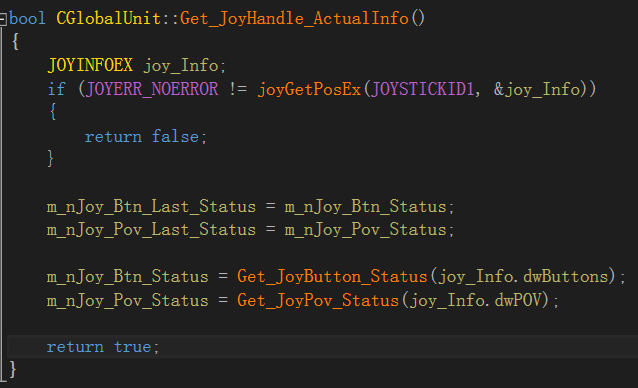 bool CGlobalUnit::Get_JoyHandle_ActualInfo()
{
JOYINFOEX joy_Info;
if (JOYERR_NOERROR != joyGetPosEx(JOYSTICKID1, &joy_Info))
{
return false;
}
m_nJoy_Btn_Last_Status = m_nJoy_Btn_Status;
m_nJoy_Pov_Last_Status = m_nJoy_Pov_Status;
m_nJoy_Btn_Status = Get_JoyButton_Status(joy_Info.dwButtons);
m_nJoy_Pov_Status = Get_JoyPov_Status(joy_Info.dwPOV);
return true;
}